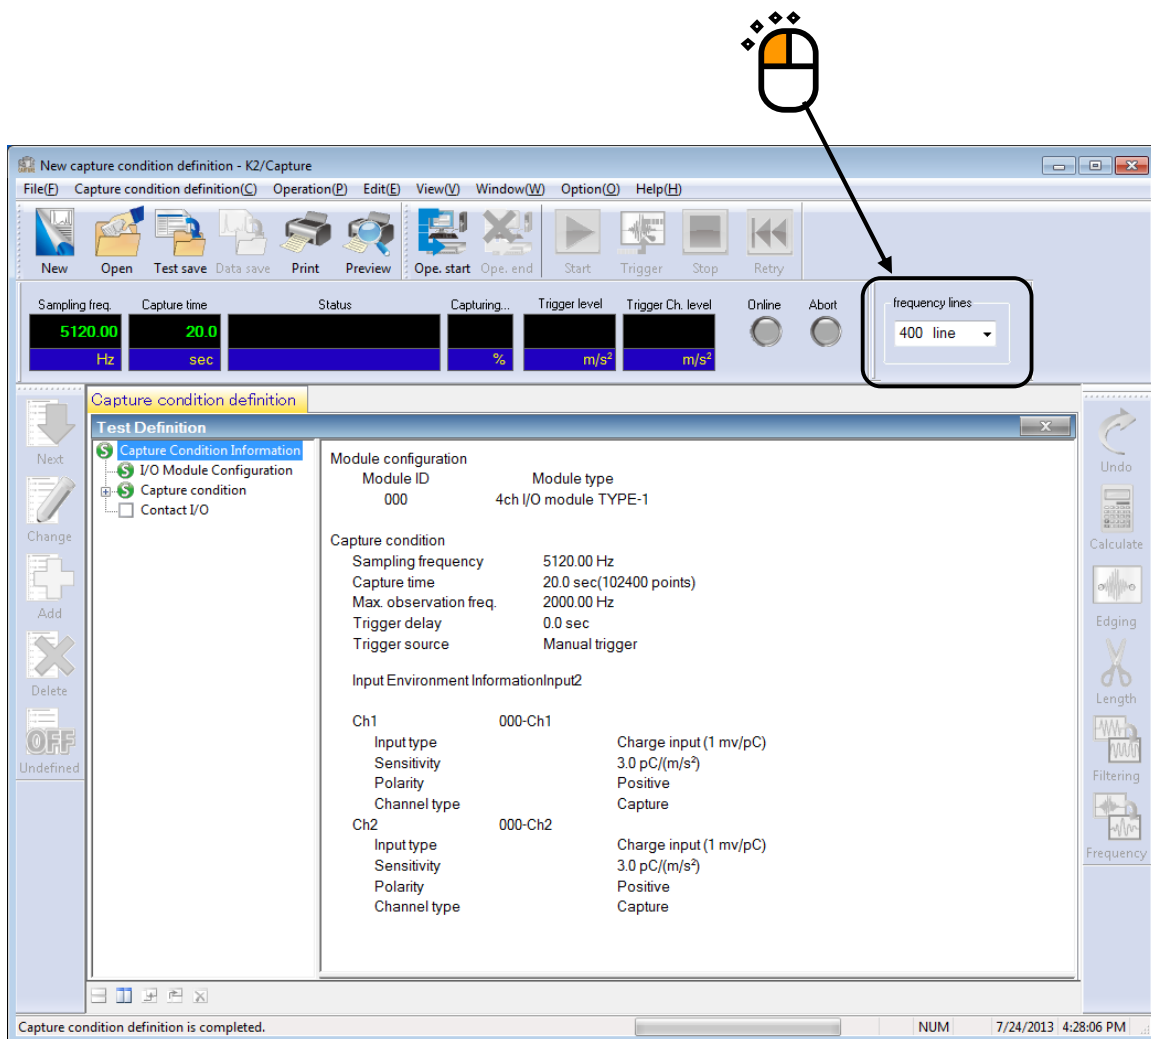 New capture condition definition - K2/Capture
File(F) Capture condition definition(C) Operation(P) Edit(E) View(V) Window(W) Option(O) Help(H)
New Open Test save Data save Print Preview Ope. start Ope. end Start Trigger Stop Retry
Sampling freq. Capture time Status Capturing... Trigger level Trigger Ch. level Online Abort frequency lines
5120.00 20.0 400 line
Hz sec % m/s² m/s²
Capture condition definition
Test Definition
Next
Change
Add
Delete
OFF
Undefined
Capture Condition Information
I/O Module Configuration
Capture condition
Contact I/O
Module configuration
Module ID Module type
000 4ch I/O module TYPE-1
Capture condition
Sampling frequency 5120.00 Hz
Capture time 20.0 sec(102400 points)
Max. observation freq. 2000.00 Hz
Trigger delay 0.0 sec
Trigger source Manual trigger
Input Environment InformationInput2
Ch1 000-Ch1
Input type Charge input (1 mv/pC)
Sensitivity 3.0 pC/(m/s²)
Polarity Positive
Channel type Capture
Ch2 000-Ch2
Input type Charge input (1 mv/pC)
Sensitivity 3.0 pC/(m/s²)
Polarity Positive
Channel type Capture
Undo
Calculate
Edging
Length
Filtering
Frequency
Capture condition definition is completed. NUM 7/24/2013 4:28:06 PM